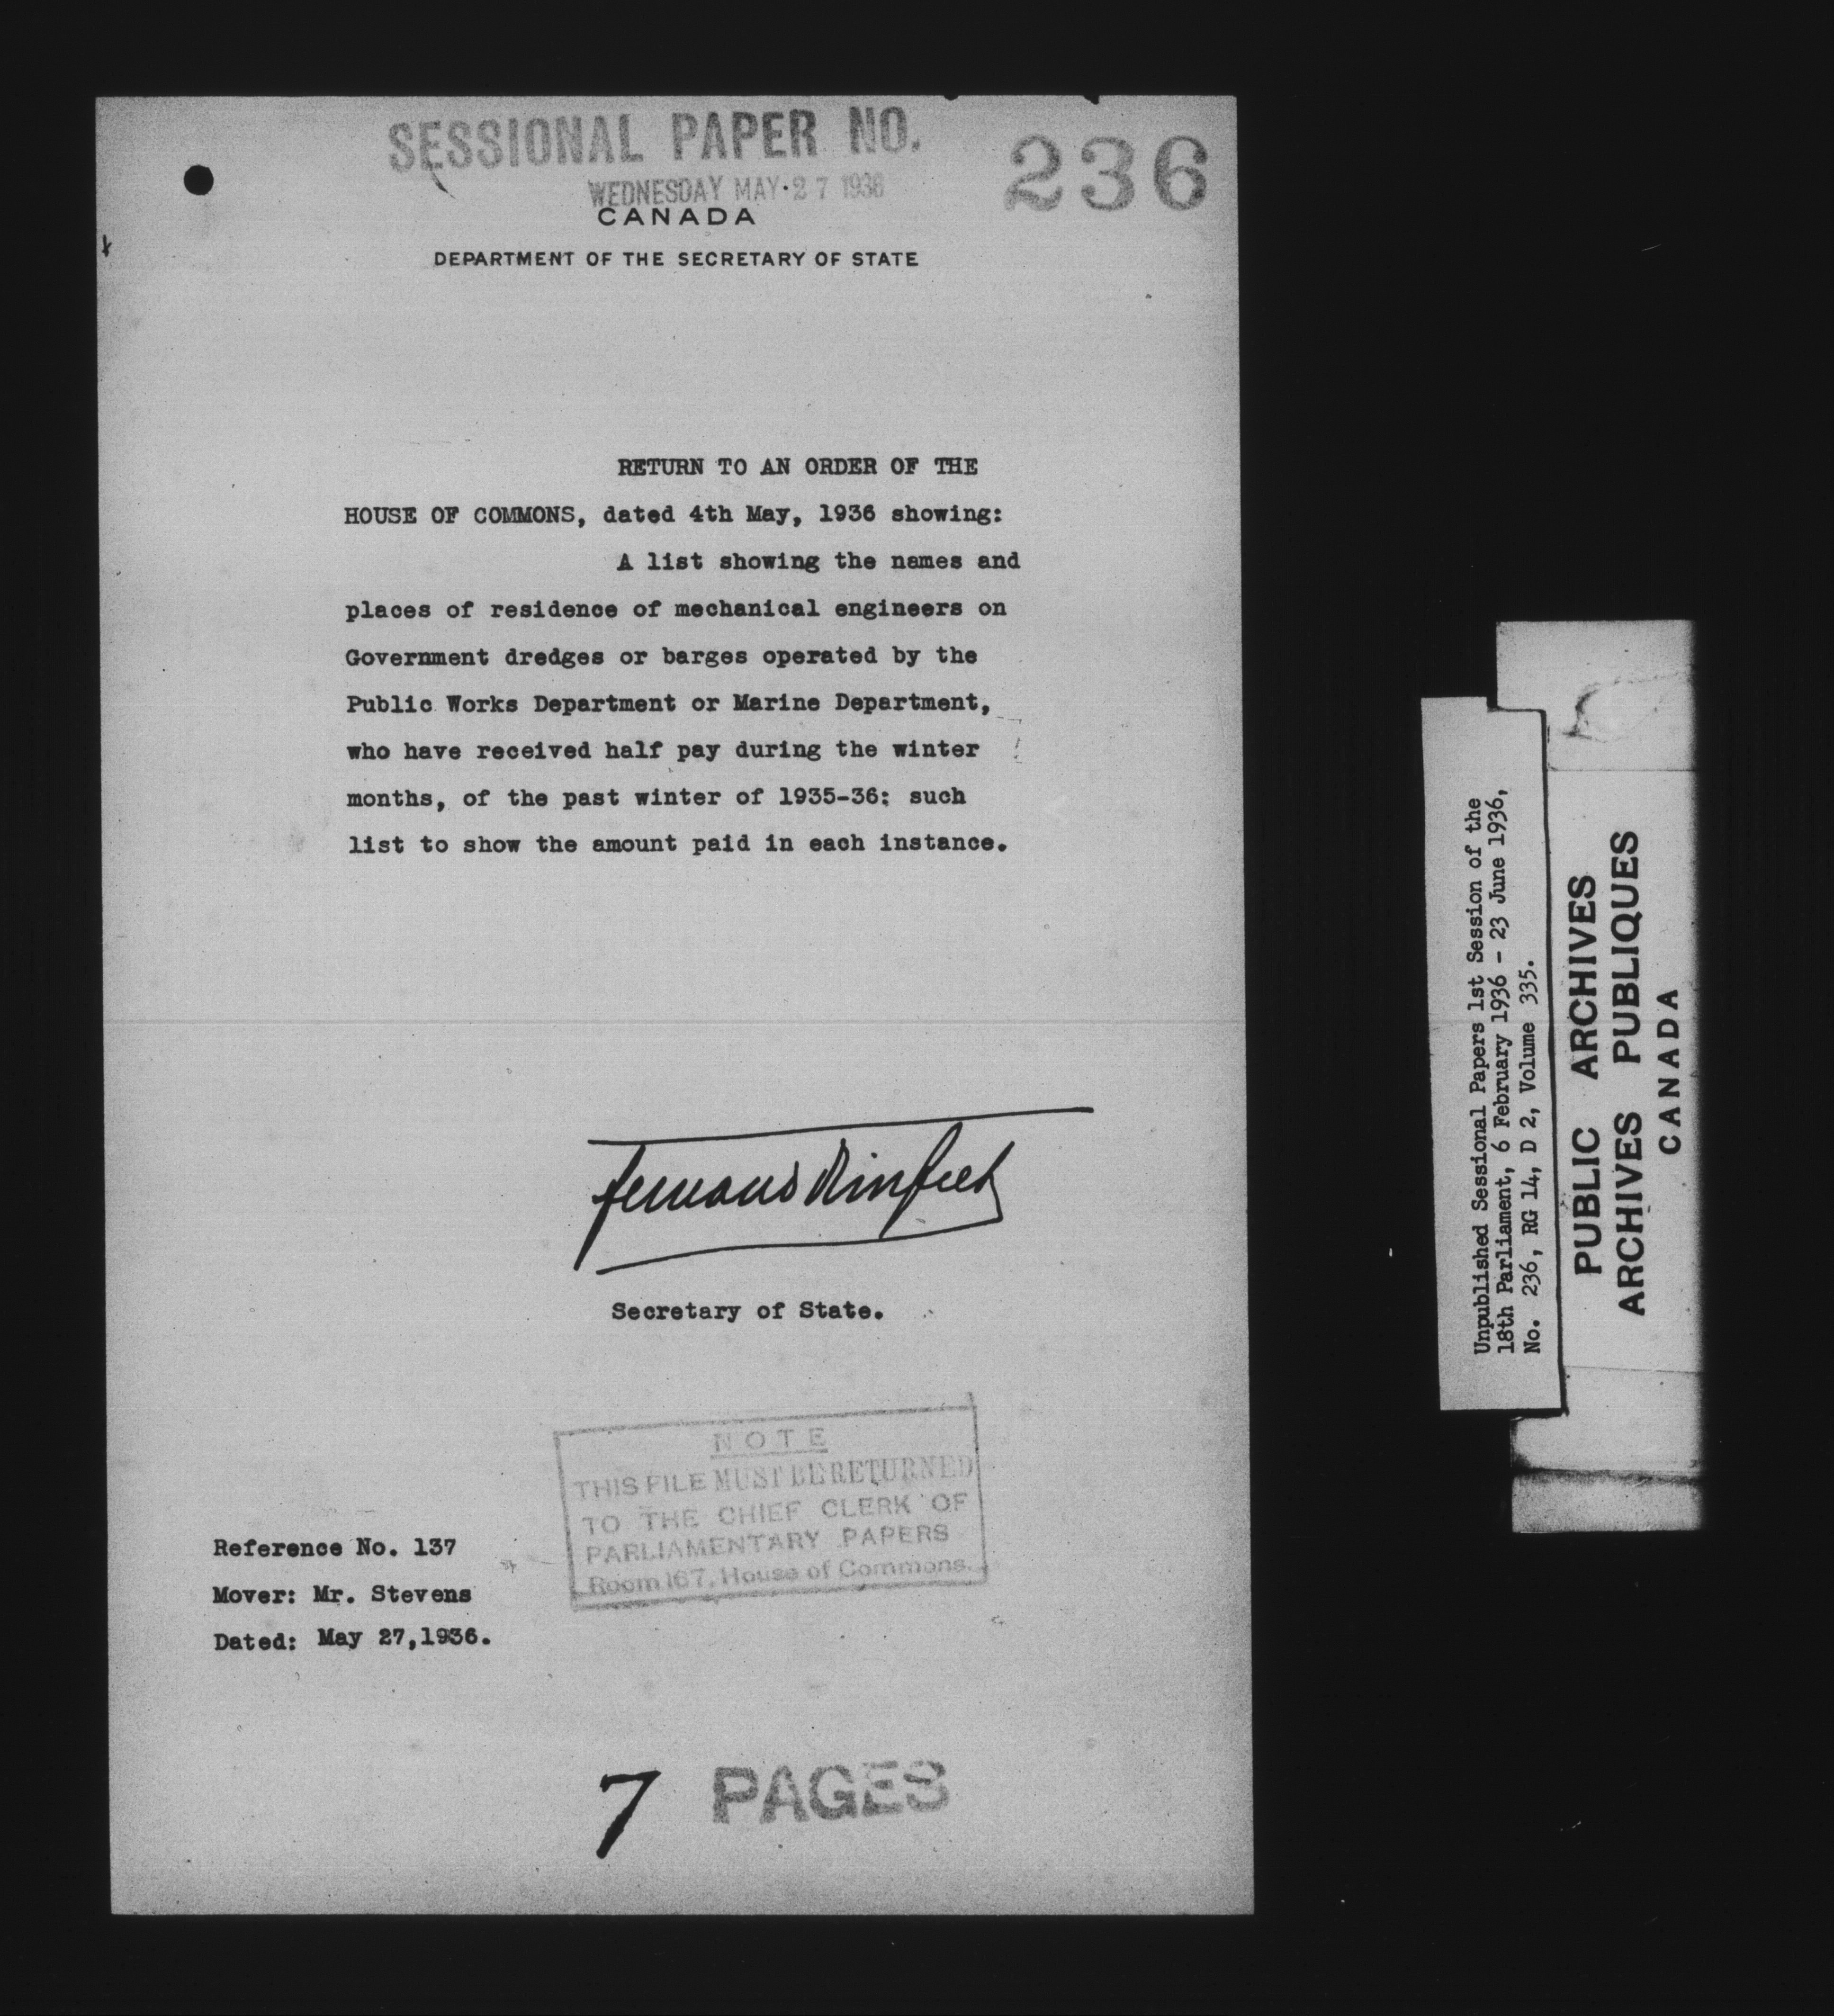 SESSIONAL PAPER NO. 236
WEDNESDAY MAY 27 1936
CANADA
DEPARTMENT OF THE SECRETARY OF STATE
RETURN TO AN ORDER OF THE
HOUSE OF COMMONS, dated 4th May, 1936 showing:
A list showing the names and
places of residence of mechanical engineers on
Government dredges or barges operated by the
Public Works Department or Marine Department,
who have received half pay during the winter
months, of the past winter of 1935-36; such
list to show the amount paid in each instance.
Fernand Rinfret
Secretary of State.
NOTE
THIS FILE MUST BE RETURNED
TO THE CHIEF CLERK OF
PARLIAMENTARY PAPERS
Room 167, House of Commons.
Reference No. 137
Mover: Mr. Stevens
Dated: May 27,1936.
7 PAGES
Unpublished Sessional Papers 1st Session of the
18th Parliament, 6 February 1936 - 23 June 1936,
No. 236, RG 14, D 2, Volume 335.
PUBLIC ARCHIVES
ARCHIVES PUBLIQUES
CANADA